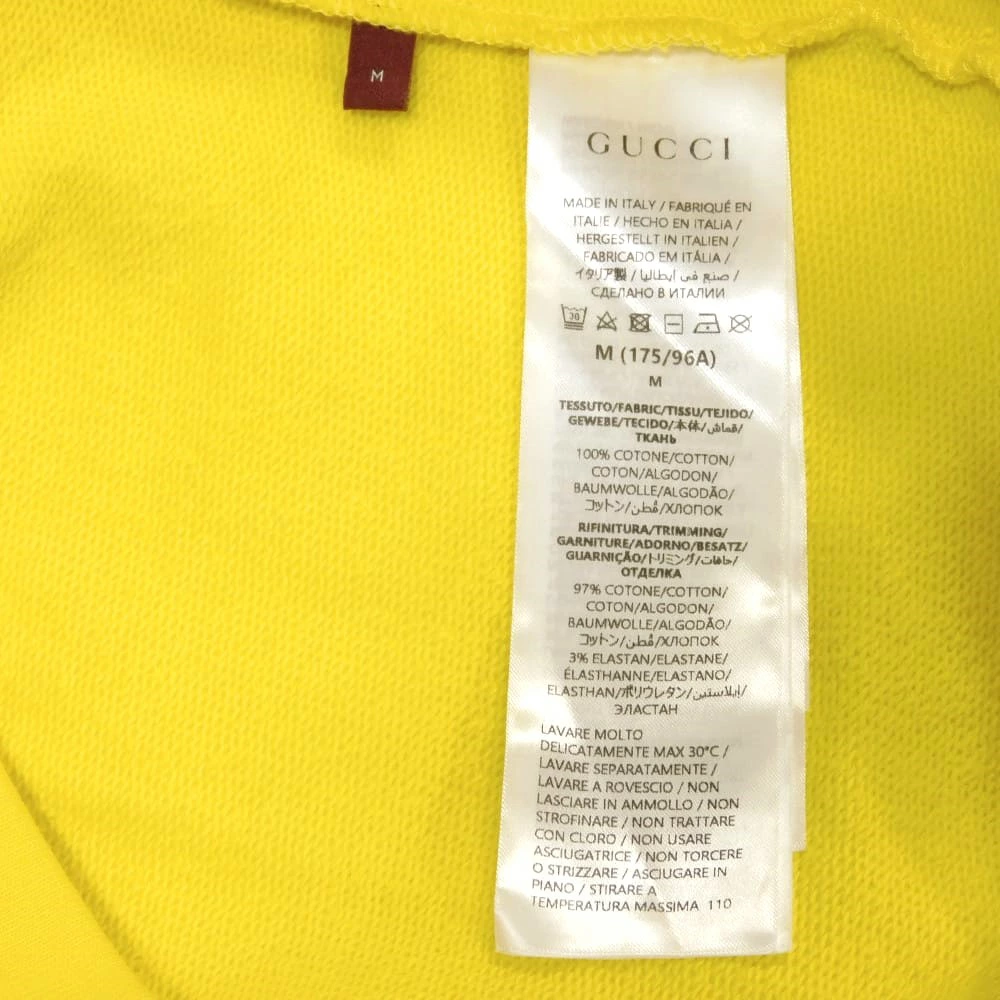 M
GUCCI
MADE IN ITALY / FABRIQUÉ EN
ITALIE / HECHO EN ITALIA /
HERGESTELLT IN ITALIEN /
FABRICADO EM ITÁLIA /
イタリア製 / صنع في ايطاليا /
СДЕЛАНО В ИТАЛИИ
30
M (175/96A)
M
TESSUTO/FABRIC/TISSU/TEJIDO/
GEWEBE/TECIDO/本体/قماش/
ТКАНЬ
100% COTONE/COTTON/
COTON/ALGODON/
BAUMWOLLE/ALGODÃO/
コットン/قُطن/ХЛОПОК
RIFINITURA/TRIMMING/
GARNITURE/ADORNO/BESATZ/
GUARNIÇÃO/トリミング/حافات/
ОТДЕЛКА
97% COTONE/COTTON/
COTON/ALGODON/
BAUMWOLLE/ALGODÃO/
コットン/قُطن/ХЛОПОК
3% ELASTAN/ELASTANE/
ÉLASTHANNE/ELASTANO/
ELASTHAN/ポリウレタン/إيلاستين/
ЭЛАСТАН
LAVARE MOLTO
DELICATAMENTE MAX 30°C /
LAVARE SEPARATAMENTE /
LAVARE A ROVESCIO / NON
LASCIARE IN AMMOLLO / NON
STROFINARE / NON TRATTARE
CON CLORO / NON USARE
ASCIUGATRICE / NON TORCERE
O STRIZZARE / ASCIUGARE IN
PIANO / STIRARE A
TEMPERATURA MASSIMA 110